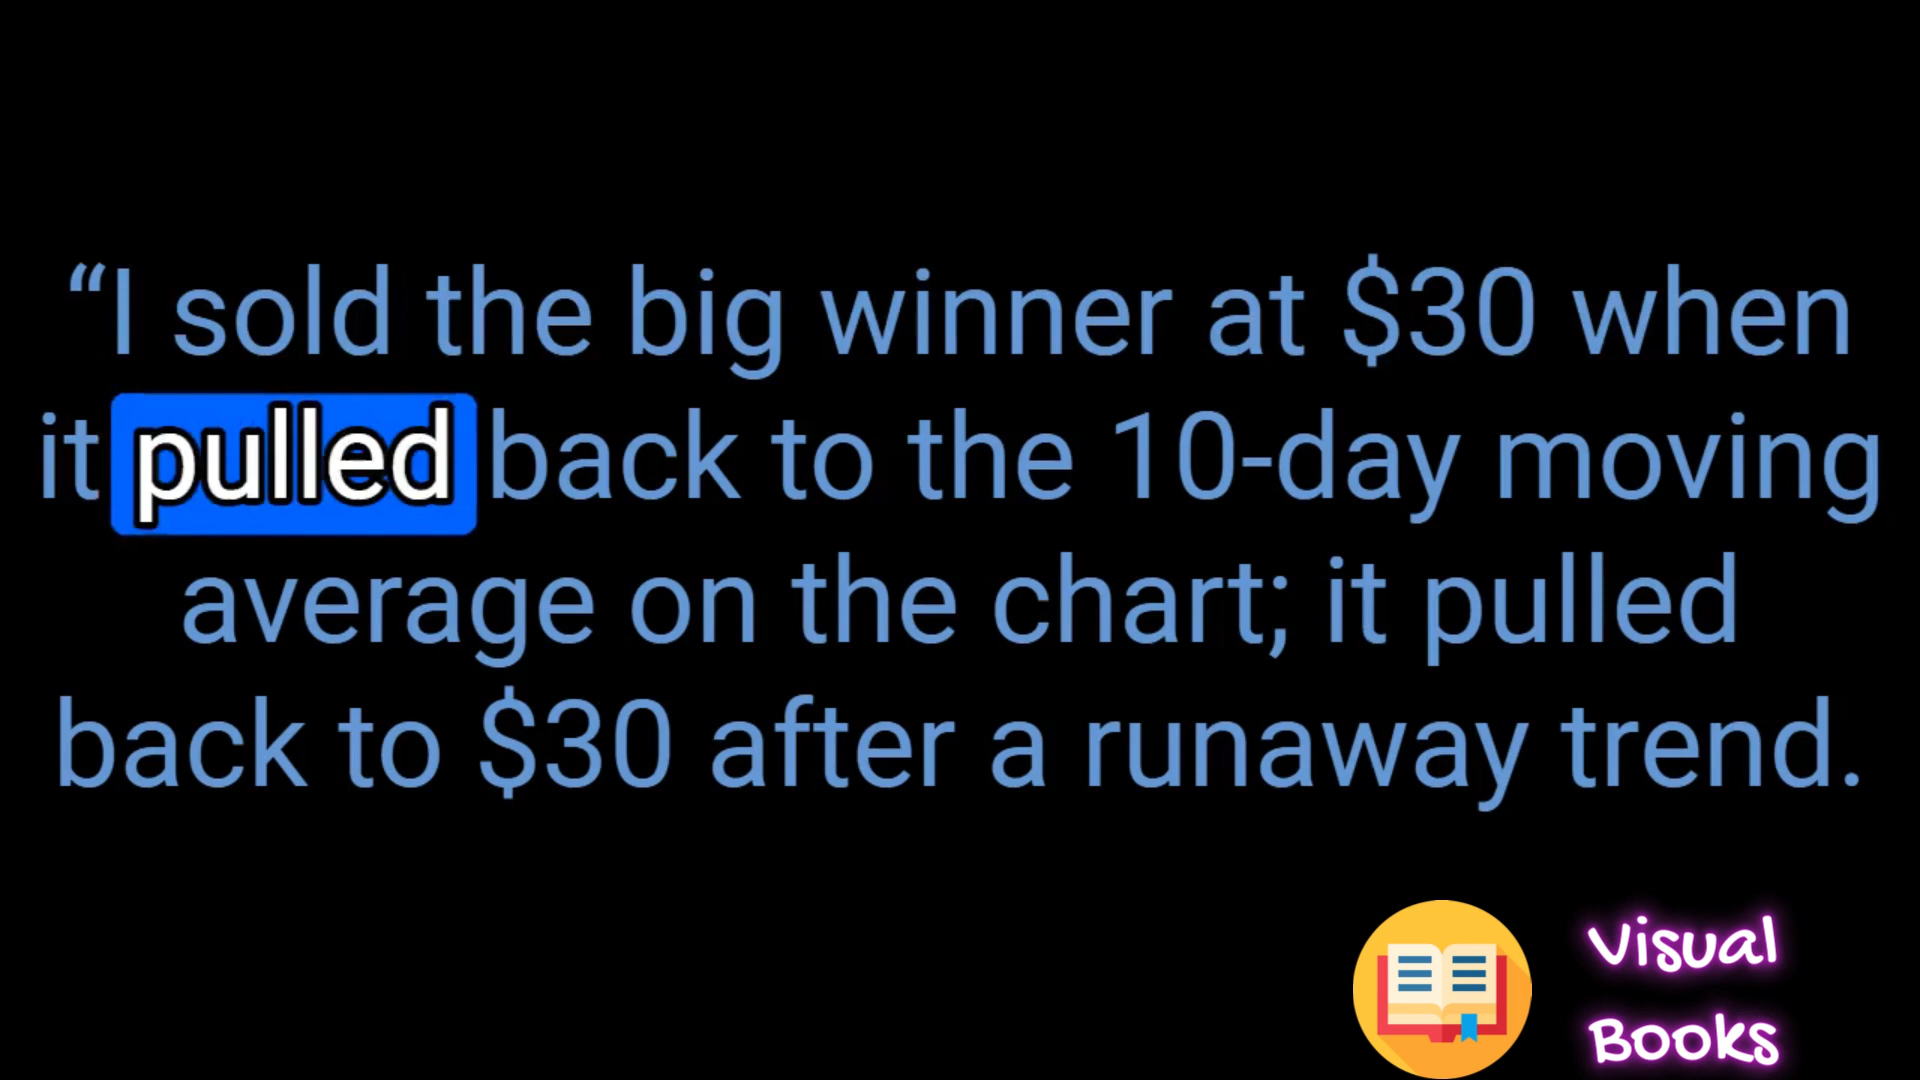 “I sold the big winner at $30 when
it pulled back to the 10-day moving
average on the chart; it pulled
back to $30 after a runaway trend.
Visual
Books